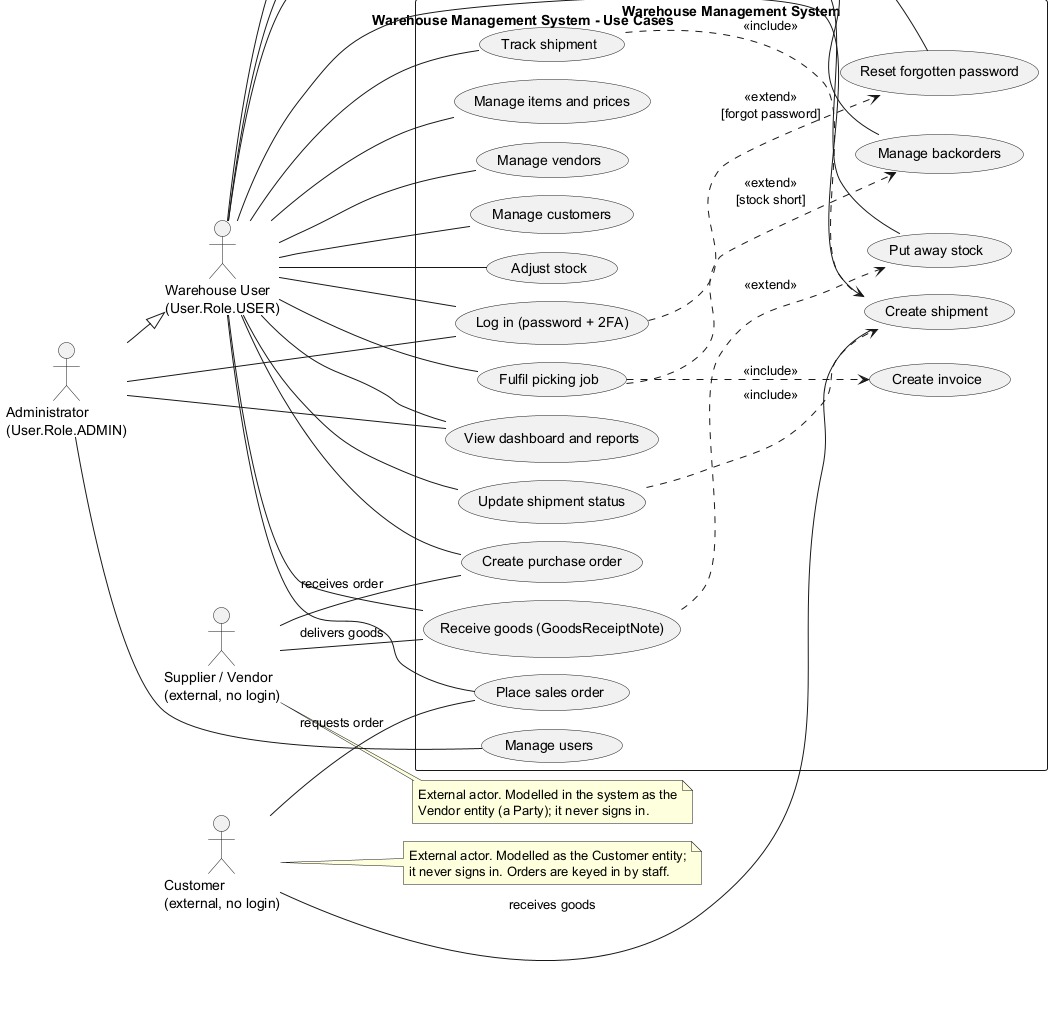 Warehouse Management System
Warehouse Management System - Use Cases
«include»
Track shipment
Reset forgotten password
Manage items and prices
«extend»
[forgot password]
Manage vendors
Manage backorders
«extend»
[stock short]
Manage customers
Put away stock
Adjust stock
«extend»
Warehouse User
(User.Role.USER)
Create shipment
Log in (password + 2FA)
Fulfil picking job
«include»
Create invoice
«include»
Administrator
(User.Role.ADMIN)
View dashboard and reports
Update shipment status
Create purchase order
receives order
Receive goods (GoodsReceiptNote)
delivers goods
Supplier / Vendor
(external, no login)
Place sales order
requests order
Manage users
External actor. Modelled in the system as the
Vendor entity (a Party); it never signs in.
External actor. Modelled as the Customer entity;
it never signs in. Orders are keyed in by staff.
Customer
(external, no login)
receives goods